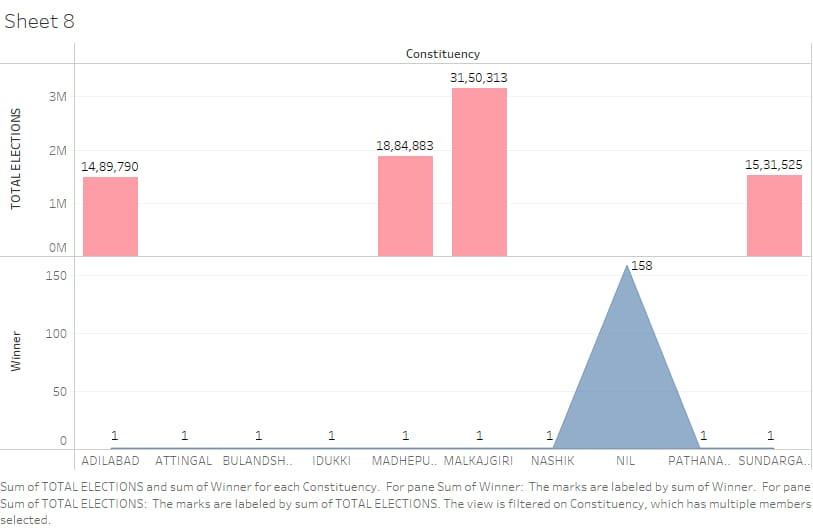 Sheet 8
Constituency
TOTAL ELECTIONS
3M
2M
1M
0M
14,89,790
18,84,883
31,50,313
15,31,525
Winner
150
100
50
0
1 1 1 1 1 1 1 158 1 1
ADILABAD ATTINGAL BULANDSH.. IDUKKI MADHEPU.. MALKAJGIRI NASHIK NIL PATHANA.. SUNDARGA..
Sum of TOTAL ELECTIONS and sum of Winner for each Constituency. For pane Sum of Winner: The marks are labeled by sum of Winner. For pane
Sum of TOTAL ELECTIONS: The marks are labeled by sum of TOTAL ELECTIONS. The view is filtered on Constituency, which has multiple members
selected.